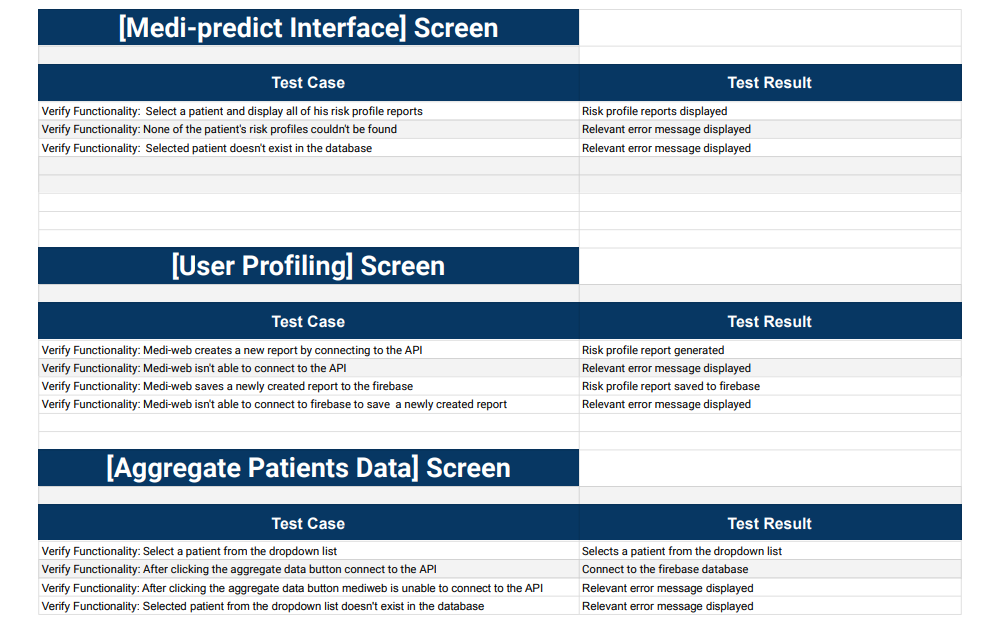 [Medi-predict Interface] Screen
Test Case Test Result
Verify Functionality: Select a patient and display all of his risk profile reports Risk profile reports displayed
Verify Functionality: None of the patient's risk profiles couldn't be found Relevant error message displayed
Verify Functionality: Selected patient doesn't exist in the database Relevant error message displayed
[User Profiling] Screen
Test Case Test Result
Verify Functionality: Medi-web creates a new report by connecting to the API Risk profile report generated
Verify Functionality: Medi-web isn't able to connect to the API Relevant error message displayed
Verify Functionality: Medi-web saves a newly created report to the firebase Risk profile report saved to firebase
Verify Functionality: Medi-web isn't able to connect to firebase to save a newly created report Relevant error message displayed
[Aggregate Patients Data] Screen
Test Case Test Result
Verify Functionality: Select a patient from the dropdown list Selects a patient from the dropdown list
Verify Functionality: After clicking the aggregate data button connect to the API Connect to the firebase database
Verify Functionality: After clicking the aggregate data button mediweb is unable to connect to the API Relevant error message displayed
Verify Functionality: Selected patient from the dropdown list doesn't exist in the database Relevant error message displayed